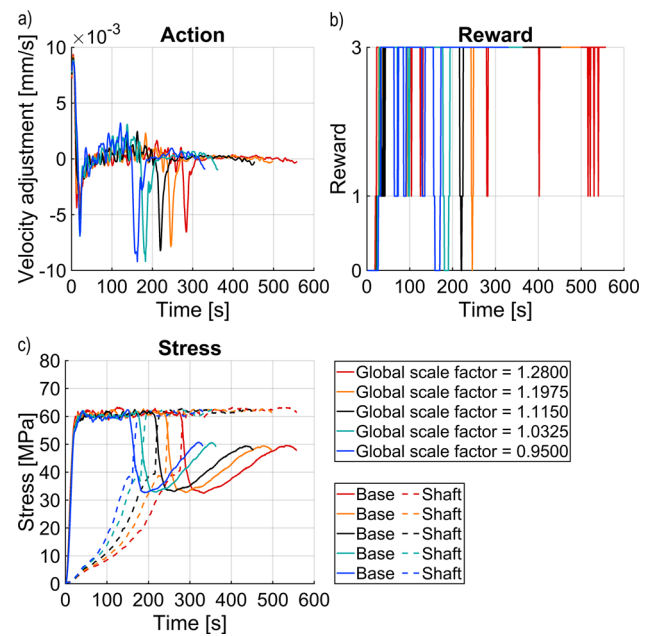 a)
Action
×10⁻³
Velocity adjustment [mm/s]
10
5
0
-5
-10
0 100 200 300 400 500 600
Time [s]
b)
Reward
Reward
3
1
0
0 100 200 300 400 500 600
Time [s]
c)
Stress
Stress [MPa]
80
70
60
50
40
30
20
10
0
0 100 200 300 400 500 600
Time [s]
Global scale factor = 1.2800
Global scale factor = 1.1975
Global scale factor = 1.1150
Global scale factor = 1.0325
Global scale factor = 0.9500
Base Shaft
Base Shaft
Base Shaft
Base Shaft
Base Shaft